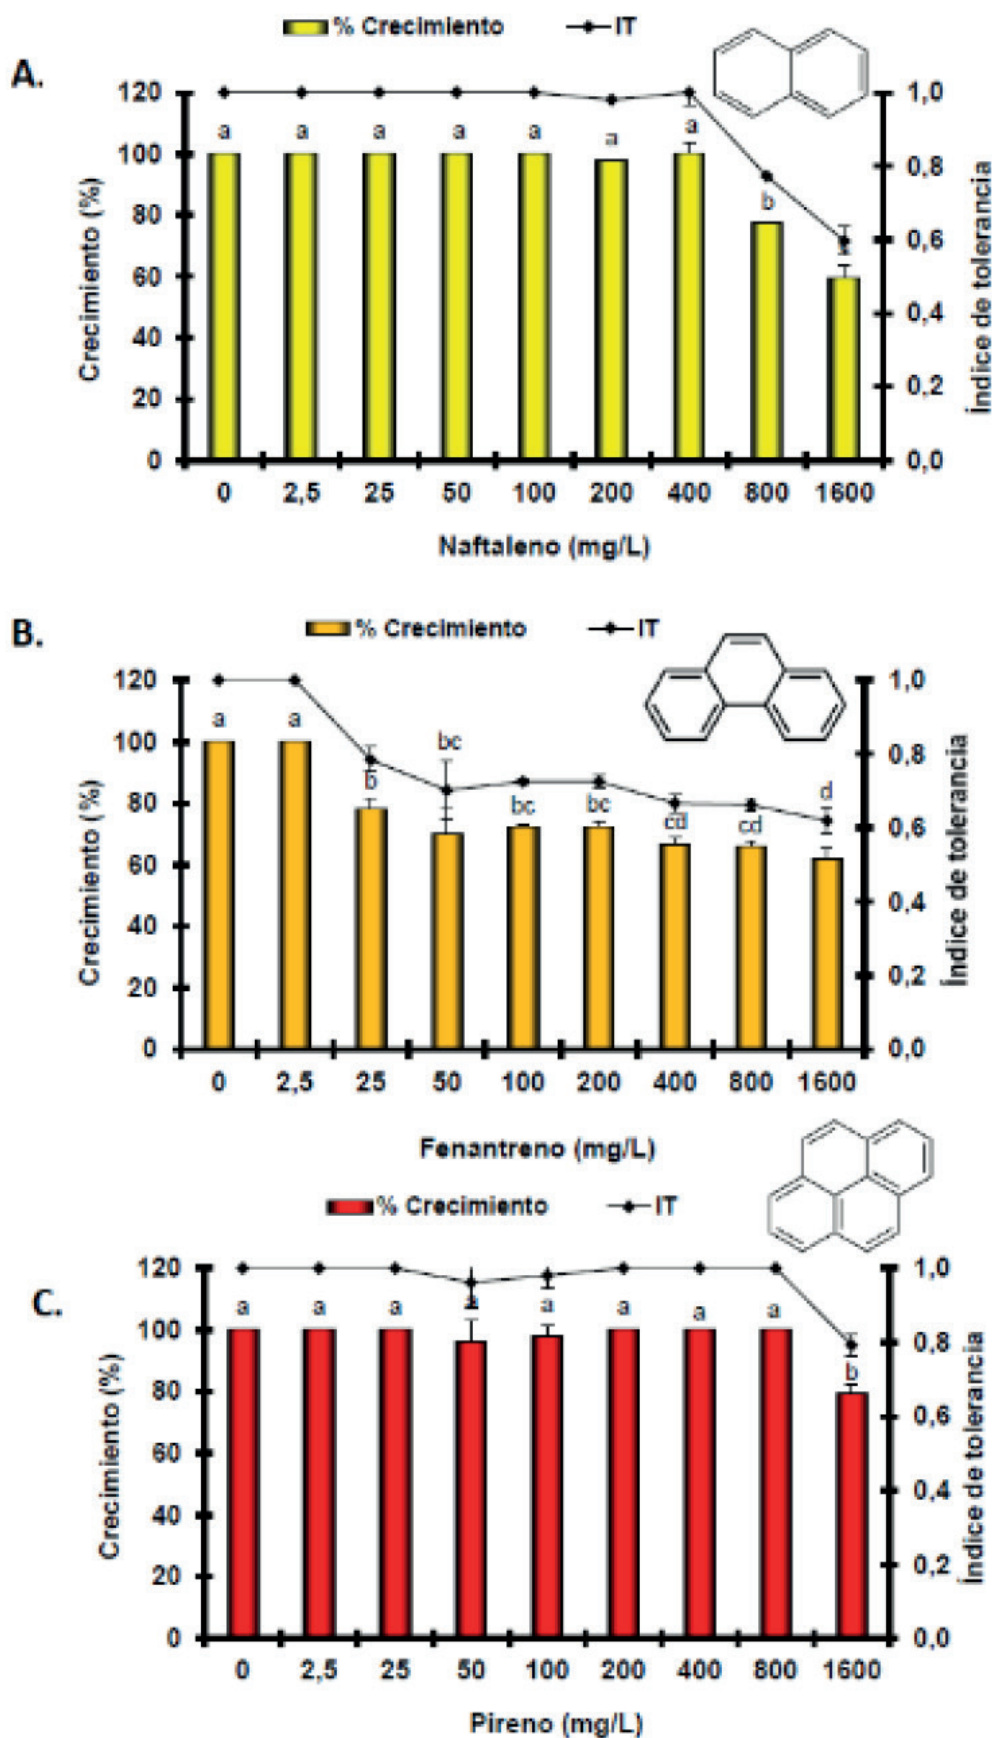 % Crecimiento IT
A.
120 1,0
a a a a a a a
100 0,8
80 b
60 0,6
40 0,4
20 0,2
0 0,0
Crecimiento (%)
Índice de tolerancia
0 2,5 25 50 100 200 400 800 1600
Naftaleno (mg/L)
B.
% Crecimiento IT
120 1,0
a a b bc bc bc cd cd d
100 0,8
80
60 0,6
40 0,4
20 0,2
0 0,0
Crecimiento (%)
Índice de tolerancia
0 2,5 25 50 100 200 400 800 1600
Fenantreno (mg/L)
% Crecimiento IT
C.
120 1,0
a a a a a a a a b
100 0,8
80
60 0,6
40 0,4
20 0,2
0 0,0
Crecimiento (%)
Índice de tolerancia
0 2,5 25 50 100 200 400 800 1600
Pireno (mg/L)